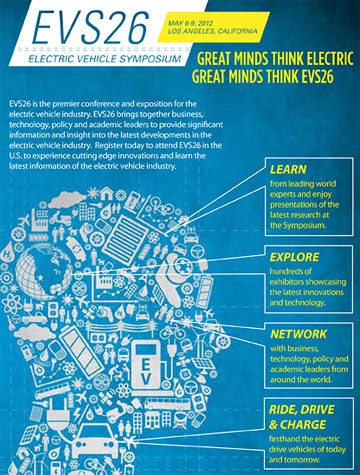 EVS26
ELECTRIC VEHICLE SYMPOSIUM
MAY 6-9, 2012
LOS ANGELES, CALIFORNIA
GREAT MINDS THINK ELECTRIC
GREAT MINDS THINK EVS26
EVS26 is the premier conference and exposition for the
electric vehicle industry. EVS26 brings together business,
technology, policy and academic leaders to provide significant
information and insight into the latest developments in the
electric vehicle industry. Register today to attend EVS26 in the
U.S. to experience cutting edge innovations and learn the
latest information of the electric vehicle industry.
LEARN
from leading world
experts and enjoy
presentations of the
latest research at
the Symposium.
EXPLORE
hundreds of
exhibitors showcasing
the latest innovations
and technology.
NETWORK
with business,
technology, policy and
academic leaders from
around the world.
RIDE, DRIVE
& CHARGE
firsthand the electric
drive vehicles of today
and tomorrow.
EV